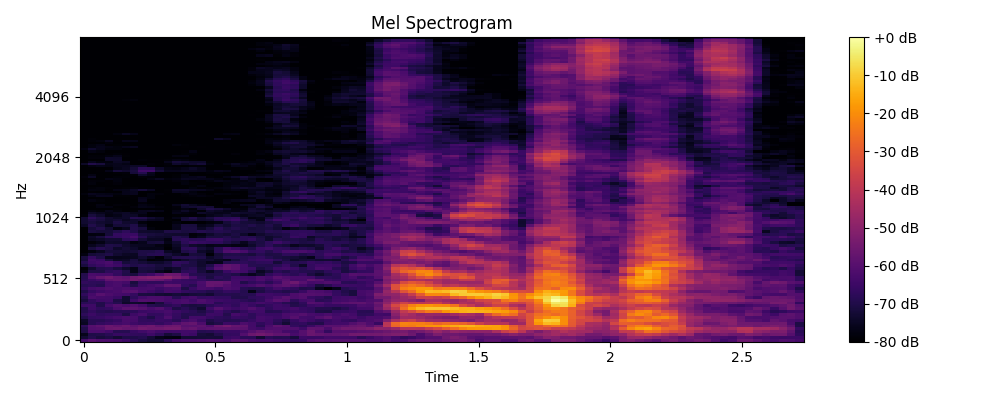 Mel Spectrogram
Hz
4096
2048
1024
512
0
0
0.5
1
1.5
2
2.5
Time
+0 dB
-10 dB
-20 dB
-30 dB
-40 dB
-50 dB
-60 dB
-70 dB
-80 dB